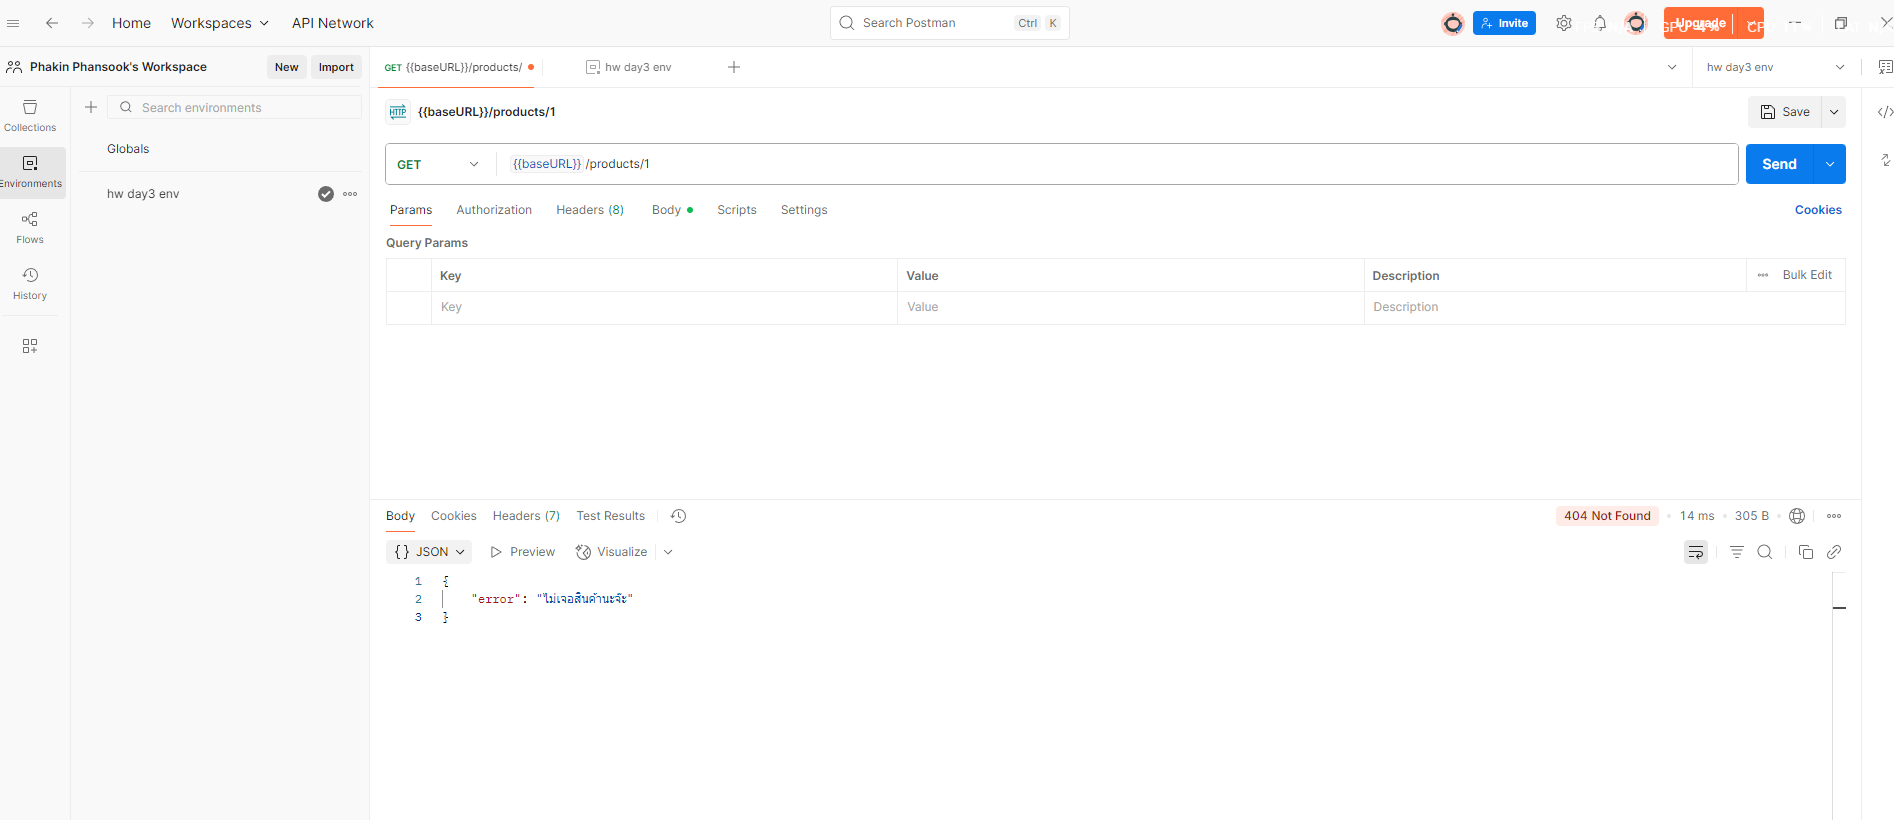 Home Workspaces API Network Search Postman Ctrl K Invite Upgrade
Phakin Phansook's Workspace New Import GET {{baseURL}}/products/ hw day3 env hw day3 env
Search environments {{baseURL}}/products/1 Save
Collections
Globals
GET {{baseURL}} /products/1 Send
Environments
hw day3 env
Params Authorization Headers (8) Body Scripts Settings Cookies
Flows
Query Params
Key Value Description Bulk Edit
History
Key Value Description
Body Cookies Headers (7) Test Results 404 Not Found 14 ms 305 B
{} JSON Preview Visualize
1 {
2 "error": "ไม่เจอสินค้านะจ๊ะ"
3 }